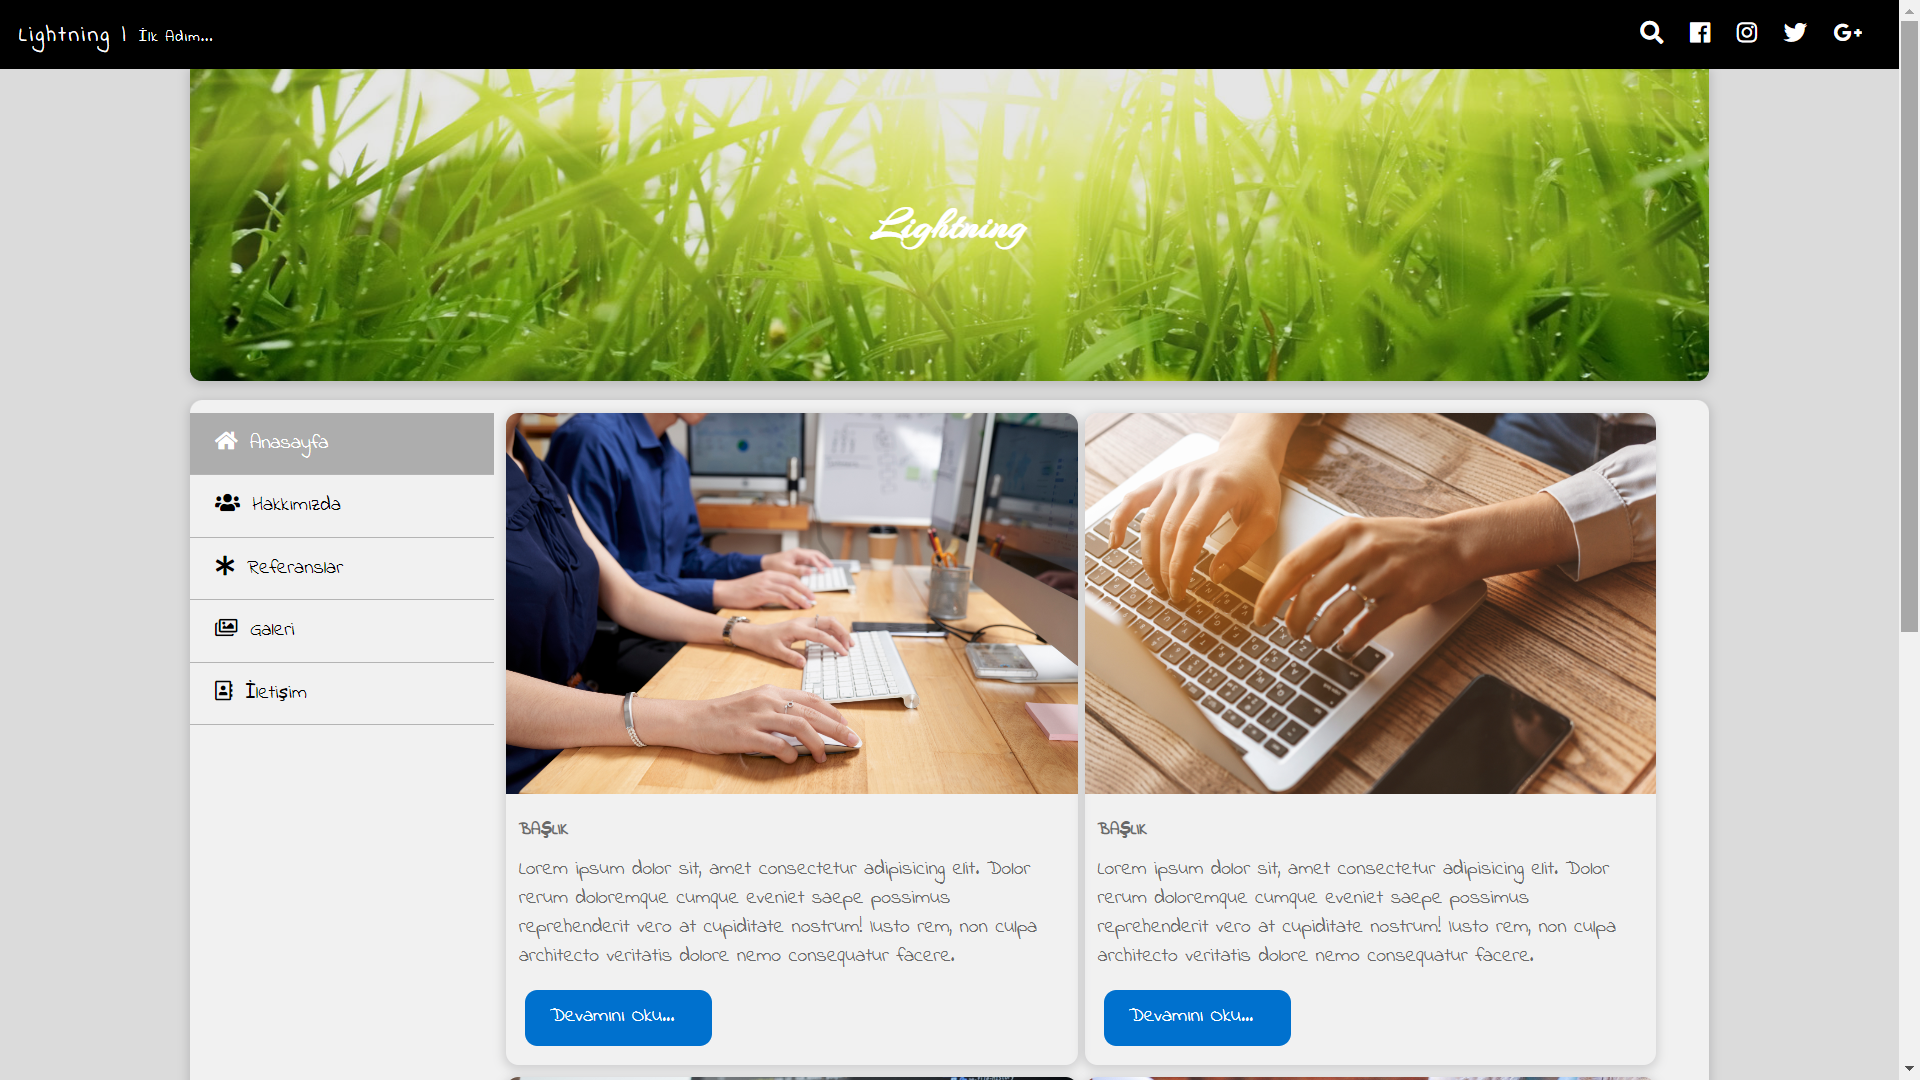 Lightning | İlk Adım...
Lightning
Anasayfa
Hakkımızda
Referanslar
Galeri
İletişim
BAŞLIK
Lorem ipsum dolor sit, amet consectetur adipisicing elit. Dolor
rerum doloremque cumque eveniet saepe possimus
reprehenderit vero at cupiditate nostrum! Iusto rem, non culpa
architecto veritatis dolore nemo consequatur facere.
Devamını Oku...
BAŞLIK
Lorem ipsum dolor sit, amet consectetur adipisicing elit. Dolor
rerum doloremque cumque eveniet saepe possimus
reprehenderit vero at cupiditate nostrum! Iusto rem, non culpa
architecto veritatis dolore nemo consequatur facere.
Devamını Oku...